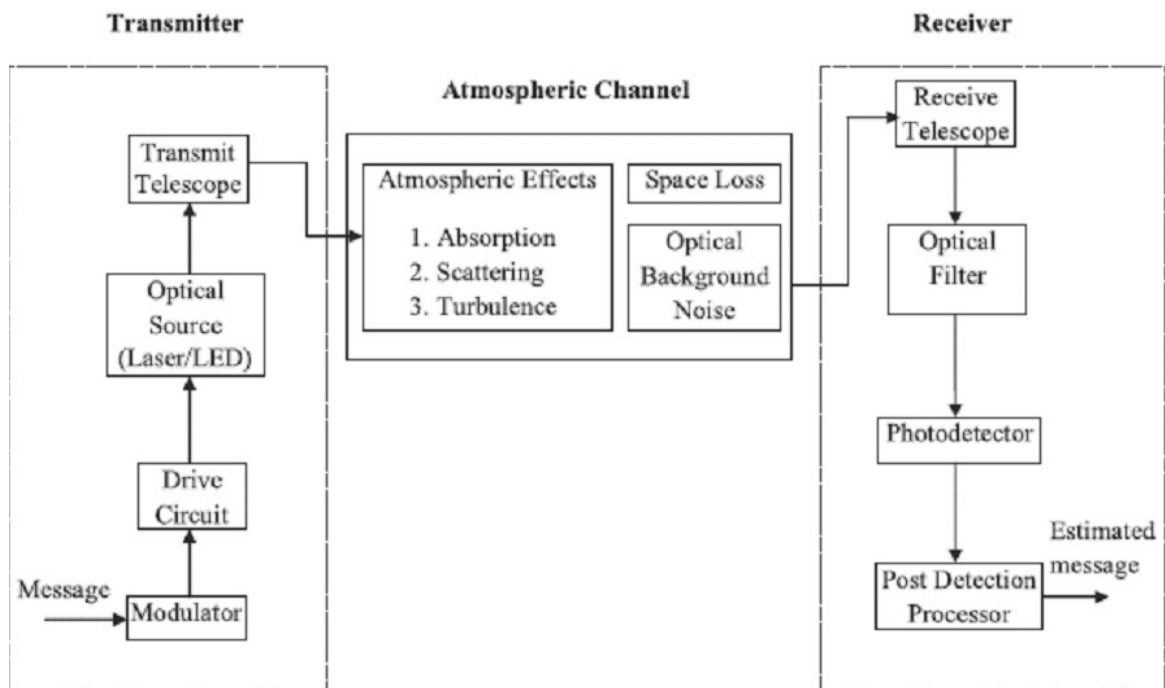 Transmitter
Receiver
Atmospheric Channel
Transmit
Telescope
Optical
Source
(Laser/LED)
Drive
Circuit
Message
Modulator
Atmospheric Effects
1. Absorption
2. Scattering
3. Turbulence
Space Loss
Optical
Background
Noise
Receive
Telescope
Optical
Filter
Photodetector
Post Detection
Processor
Estimated
message